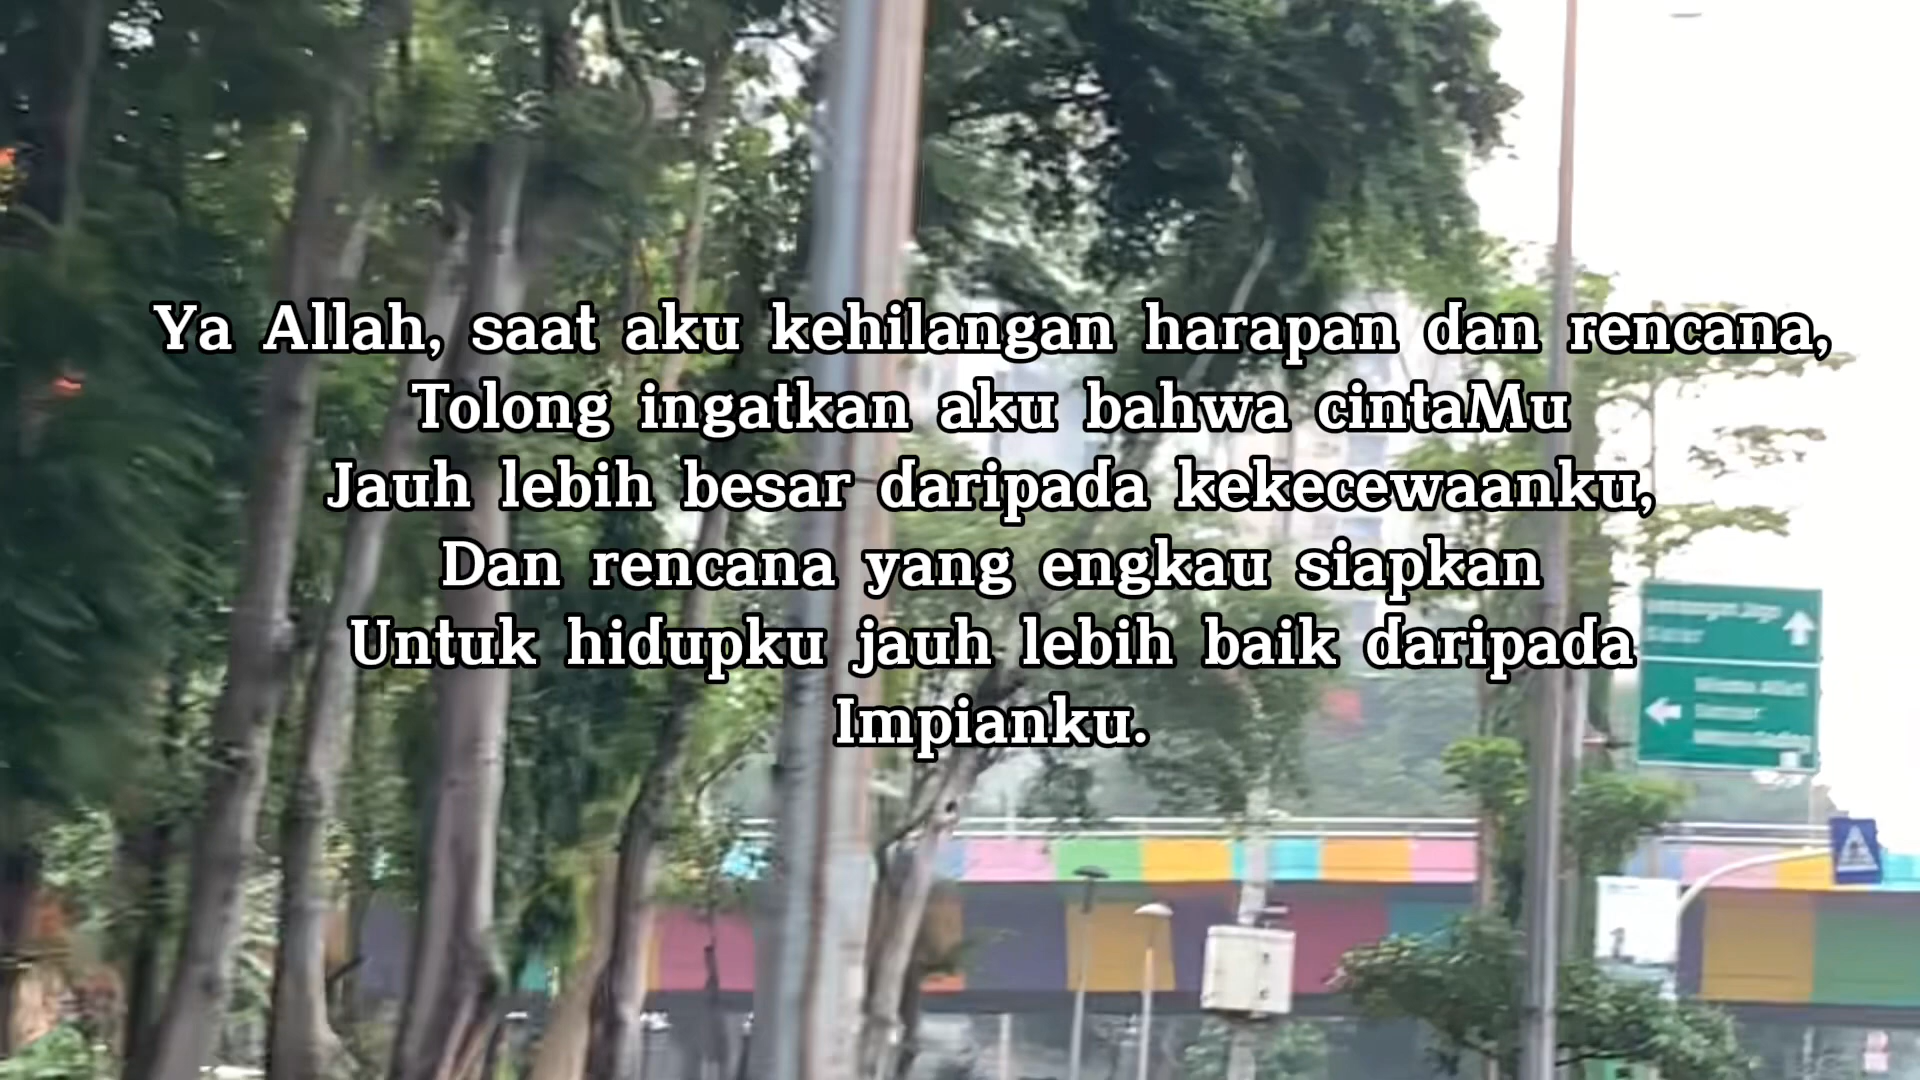 Ya Allah, saat aku kehilangan harapan dan rencana,
Tolong ingatkan aku bahwa cintaMu
Jauh lebih besar daripada kekecewaanku,
Dan rencana yang engkau siapkan
Untuk hidupku jauh lebih baik daripada
Impianku.